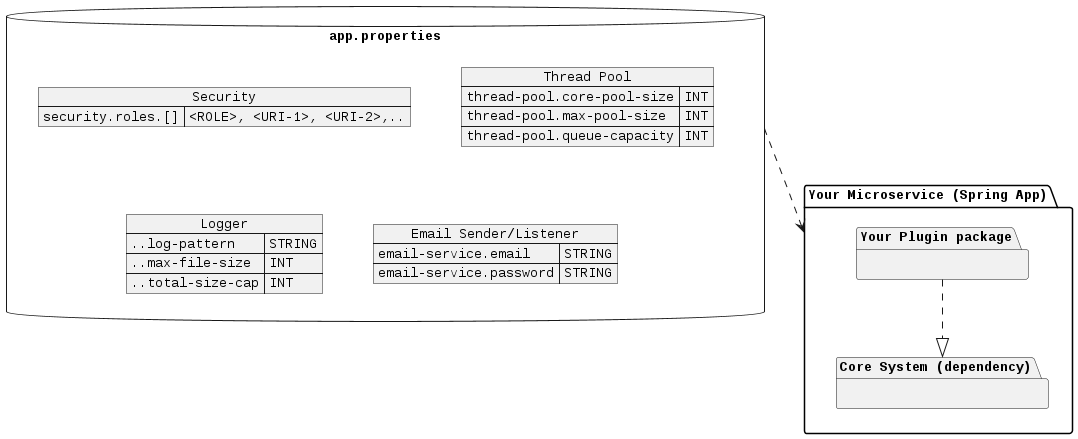 app.properties
Security
security.roles.[] <ROLE>, <URI-1>, <URI-2>,..
Thread Pool
thread-pool.core-pool-size INT
thread-pool.max-pool-size INT
thread-pool.queue-capacity INT
Logger
..log-pattern STRING
..max-file-size INT
..total-size-cap INT
Email Sender/Listener
email-service.email STRING
email-service.password STRING
Your Microservice (Spring App)
Your Plugin package
Core System (dependency)